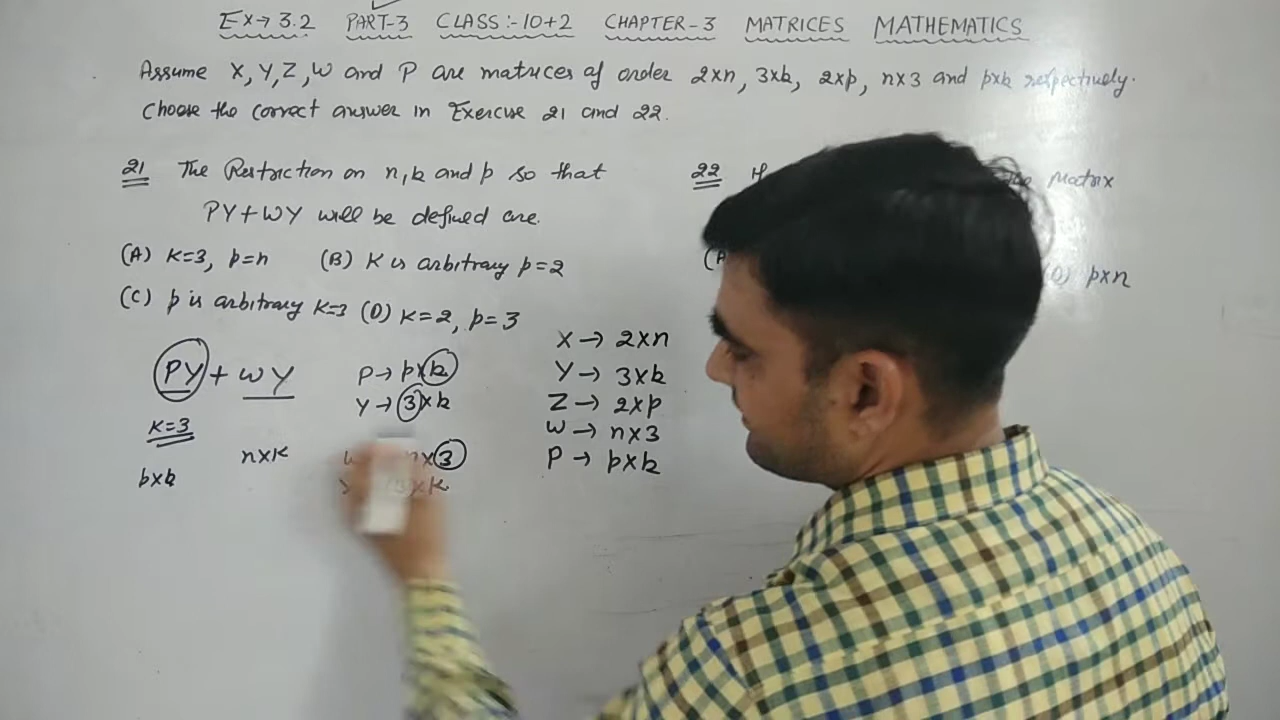 Ex→3.2 PART-3 CLASS:-10+2 CHAPTER-3 MATRICES MATHEMATICS
Assume X, Y, Z, W and P are matrices of order 2×n, 3×k, 2×p, n×3 and p×k respectively.
Choose the correct answer in Exercise 21 and 22.
21 The Restriction on n, k and p so that
PY+WY will be defined are.
(A) K=3, p=n (B) K is arbitrary p=2
(C) p is arbitrary K=3 (D) K=2, p=3
PY + WY
K=3
p×k
n×K
P→ p×k
Y→ 3×k
n×3
3×K
X→ 2×n
Y→ 3×k
Z→ 2×p
W→ n×3
P→ p×k
22
Matrix
(D) p×n